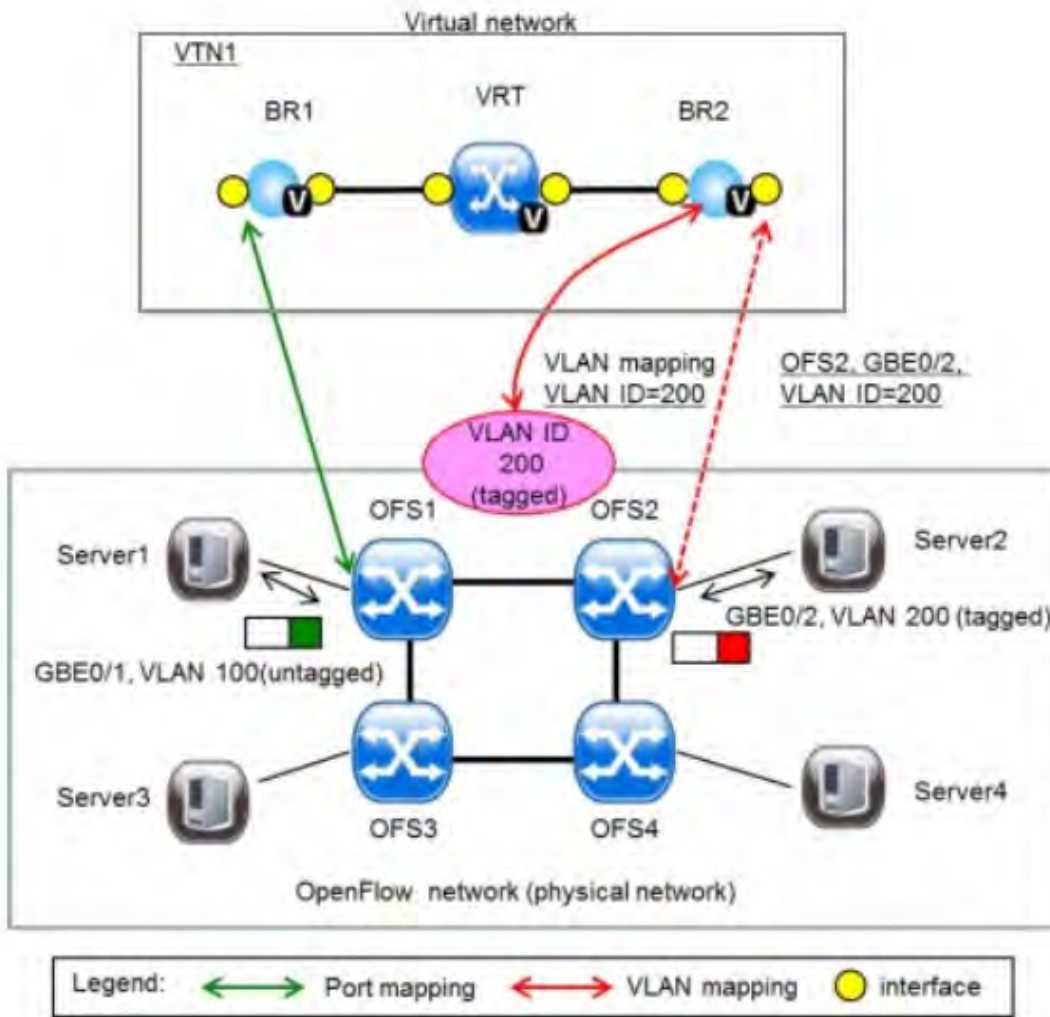 Virtual network
VTN1
BR1
VRT
BR2
V
V
V
VLAN mapping
VLAN ID=200
OFS2, GBE0/2,
VLAN ID=200
VLAN ID
200
(tagged)
OFS1
OFS2
Server1
Server2
GBE0/1, VLAN 100(untagged)
GBE0/2, VLAN 200 (tagged)
Server3
Server4
OFS3
OFS4
OpenFlow network (physical network)
Legend: Port mapping VLAN mapping interface